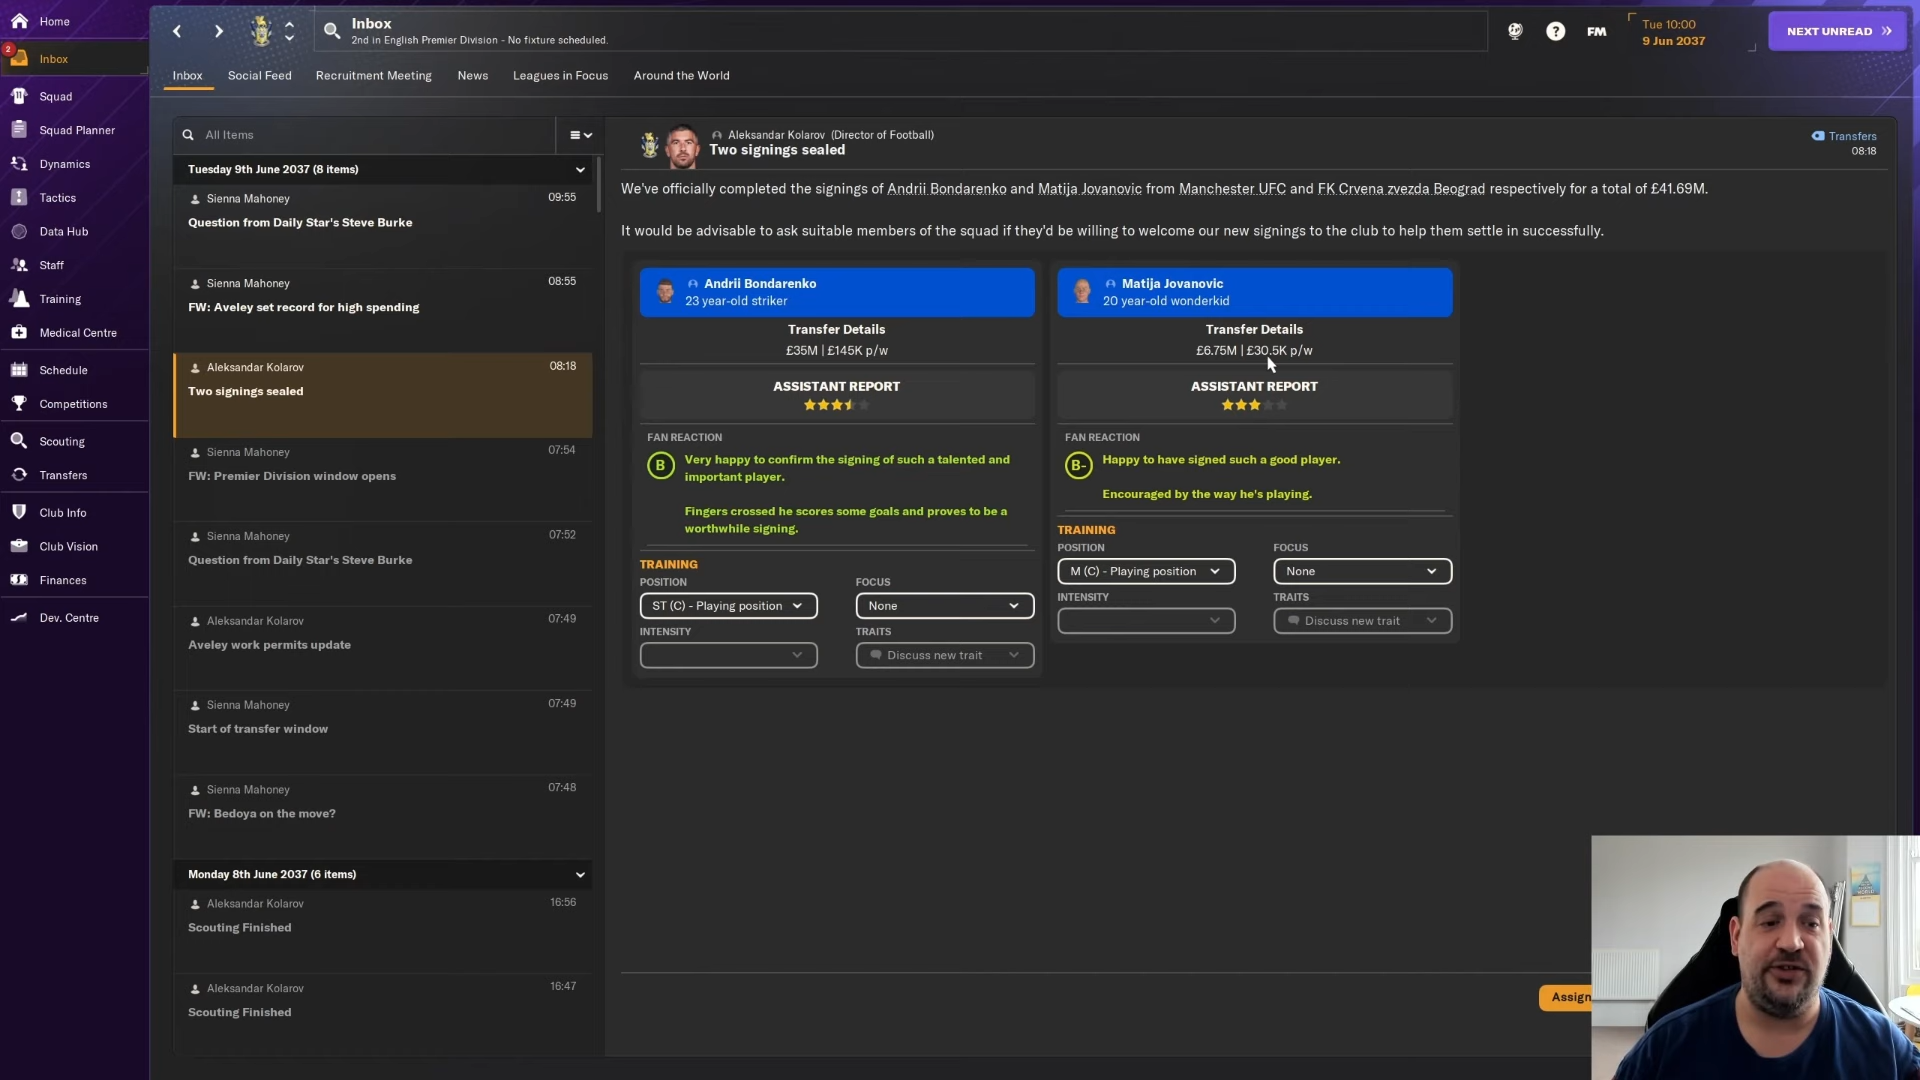 Home
2
Inbox
Squad
Squad Planner
Dynamics
Tactics
Data Hub
Staff
Training
Medical Centre
Schedule
Competitions
Scouting
Transfers
Club Info
Club Vision
Finances
Dev. Centre
Inbox
2nd in English Premier Division - No fixture scheduled.
FM
Tue 10:00
9 Jun 2037
NEXT UNREAD
Inbox
Social Feed
Recruitment Meeting
News
Leagues in Focus
Around the World
All Items
Tuesday 9th June 2037 (8 items)
Sienna Mahoney 09:55
Question from Daily Star's Steve Burke
Sienna Mahoney 08:55
FW: Aveley set record for high spending
Aleksandar Kolarov 08:18
Two signings sealed
Sienna Mahoney 07:54
FW: Premier Division window opens
Sienna Mahoney 07:52
Question from Daily Star's Steve Burke
Aleksandar Kolarov 07:49
Aveley work permits update
Sienna Mahoney 07:49
Start of transfer window
Sienna Mahoney 07:48
FW: Bedoya on the move?
Monday 8th June 2037 (6 items)
Aleksandar Kolarov 16:56
Scouting Finished
Aleksandar Kolarov 16:47
Scouting Finished
Aleksandar Kolarov (Director of Football)
Two signings sealed
Transfers
08:18
We've officially completed the signings of Andrii Bondarenko and Matija Jovanovic from Manchester UFC and FK Crvena zvezda Beograd respectively for a total of £41.69M.
It would be advisable to ask suitable members of the squad if they'd be willing to welcome our new signings to the club to help them settle in successfully.
Andrii Bondarenko
23 year-old striker
Transfer Details
£35M | £145K p/w
ASSISTANT REPORT
FAN REACTION
B
Very happy to confirm the signing of such a talented and
important player.
Fingers crossed he scores some goals and proves to be a
worthwhile signing.
TRAINING
POSITION
FOCUS
ST (C) - Playing position
None
INTENSITY
TRAITS
Discuss new trait
Matija Jovanovic
20 year-old wonderkid
Transfer Details
£6.75M | £30.5K p/w
ASSISTANT REPORT
FAN REACTION
B-
Happy to have signed such a good player.
Encouraged by the way he's playing.
TRAINING
POSITION
FOCUS
M (C) - Playing position
None
INTENSITY
TRAITS
Discuss new trait
Assign